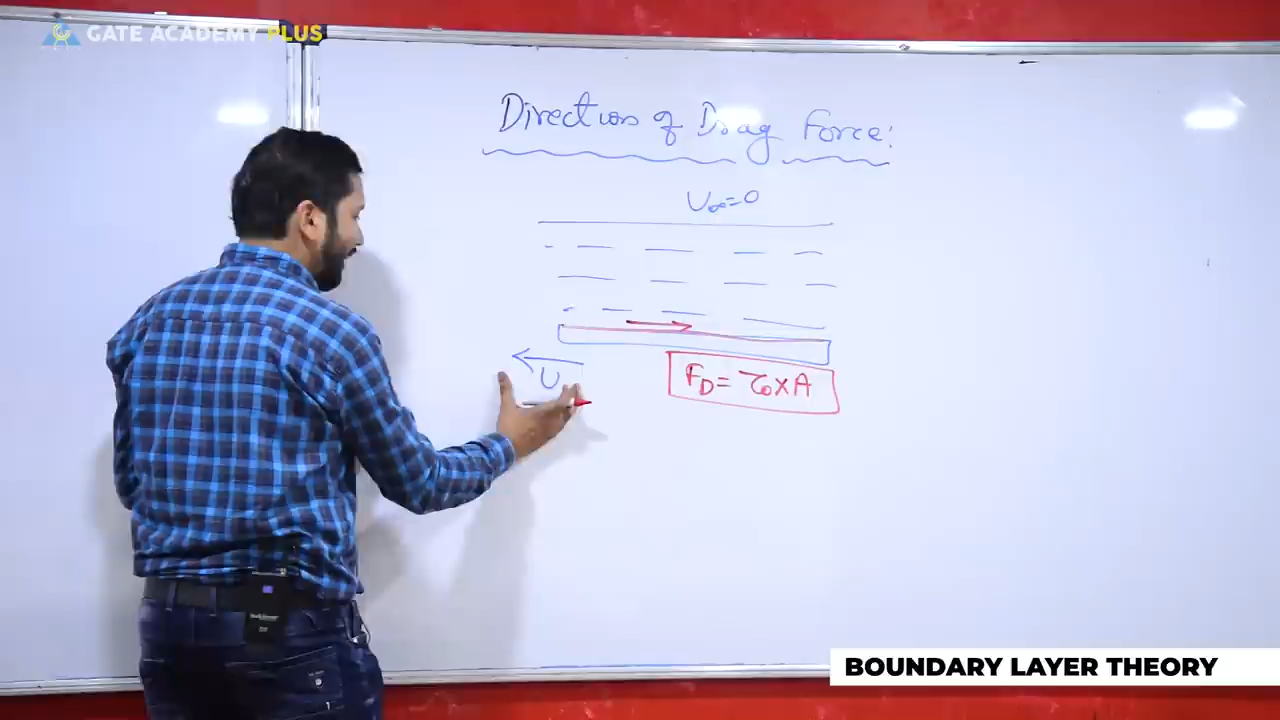 GATE ACADEMY PLUS
Direction of Drag Force:
U∞=0
U
F_D = τ₀×A
BOUNDARY LAYER THEORY